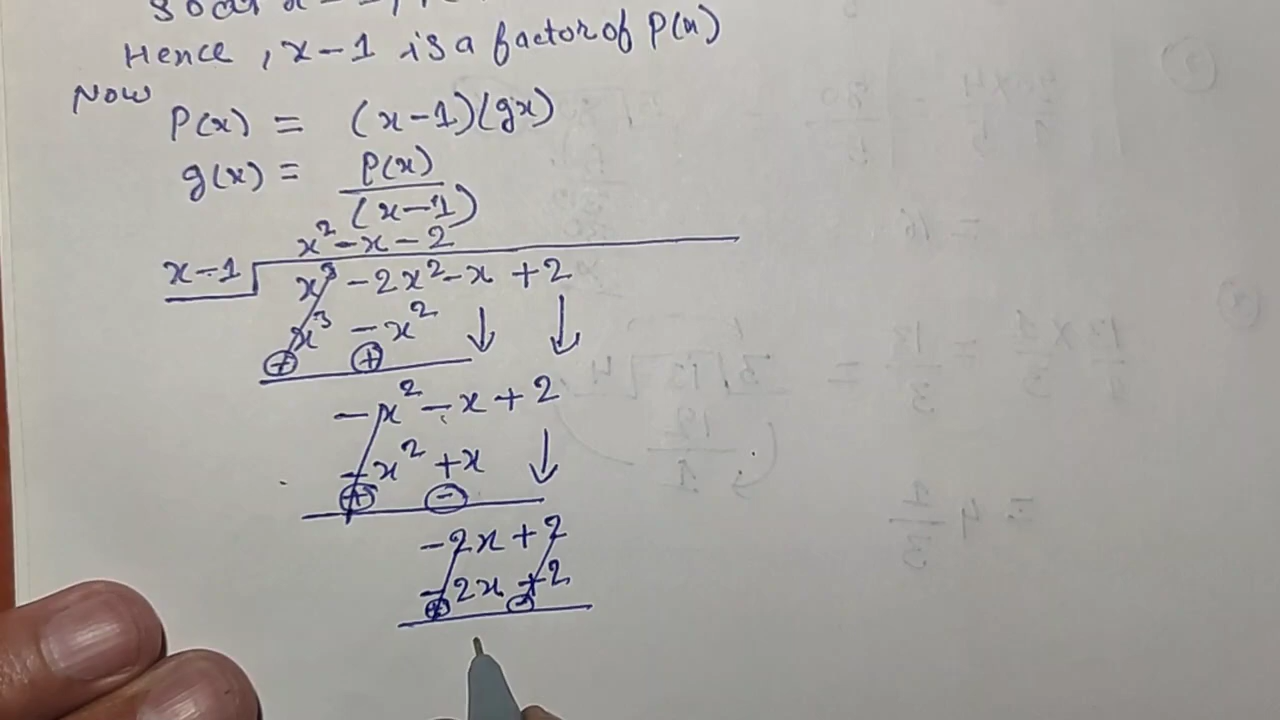 Hence, x-1 is a factor of P(x)
Now
P(x) = (x-1)(gx)
g(x) = P(x)
(x-1)
x² - x - 2
x-1 x³ - 2x² - x + 2
x³ - x²
⊕ ⊕
-x² - x + 2
-x² + x
⊕ ⊖
-2x + 2
-2x + 2
⊕ ⊖